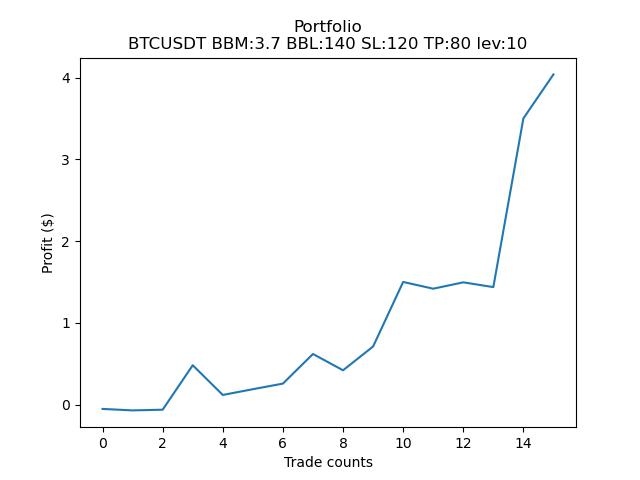 Portfolio
BTCUSDT BBM:3.7 BBL:140 SL:120 TP:80 lev:10
4
3
2
1
0
Profit ($)
0 2 4 6 8 10 12 14
Trade counts